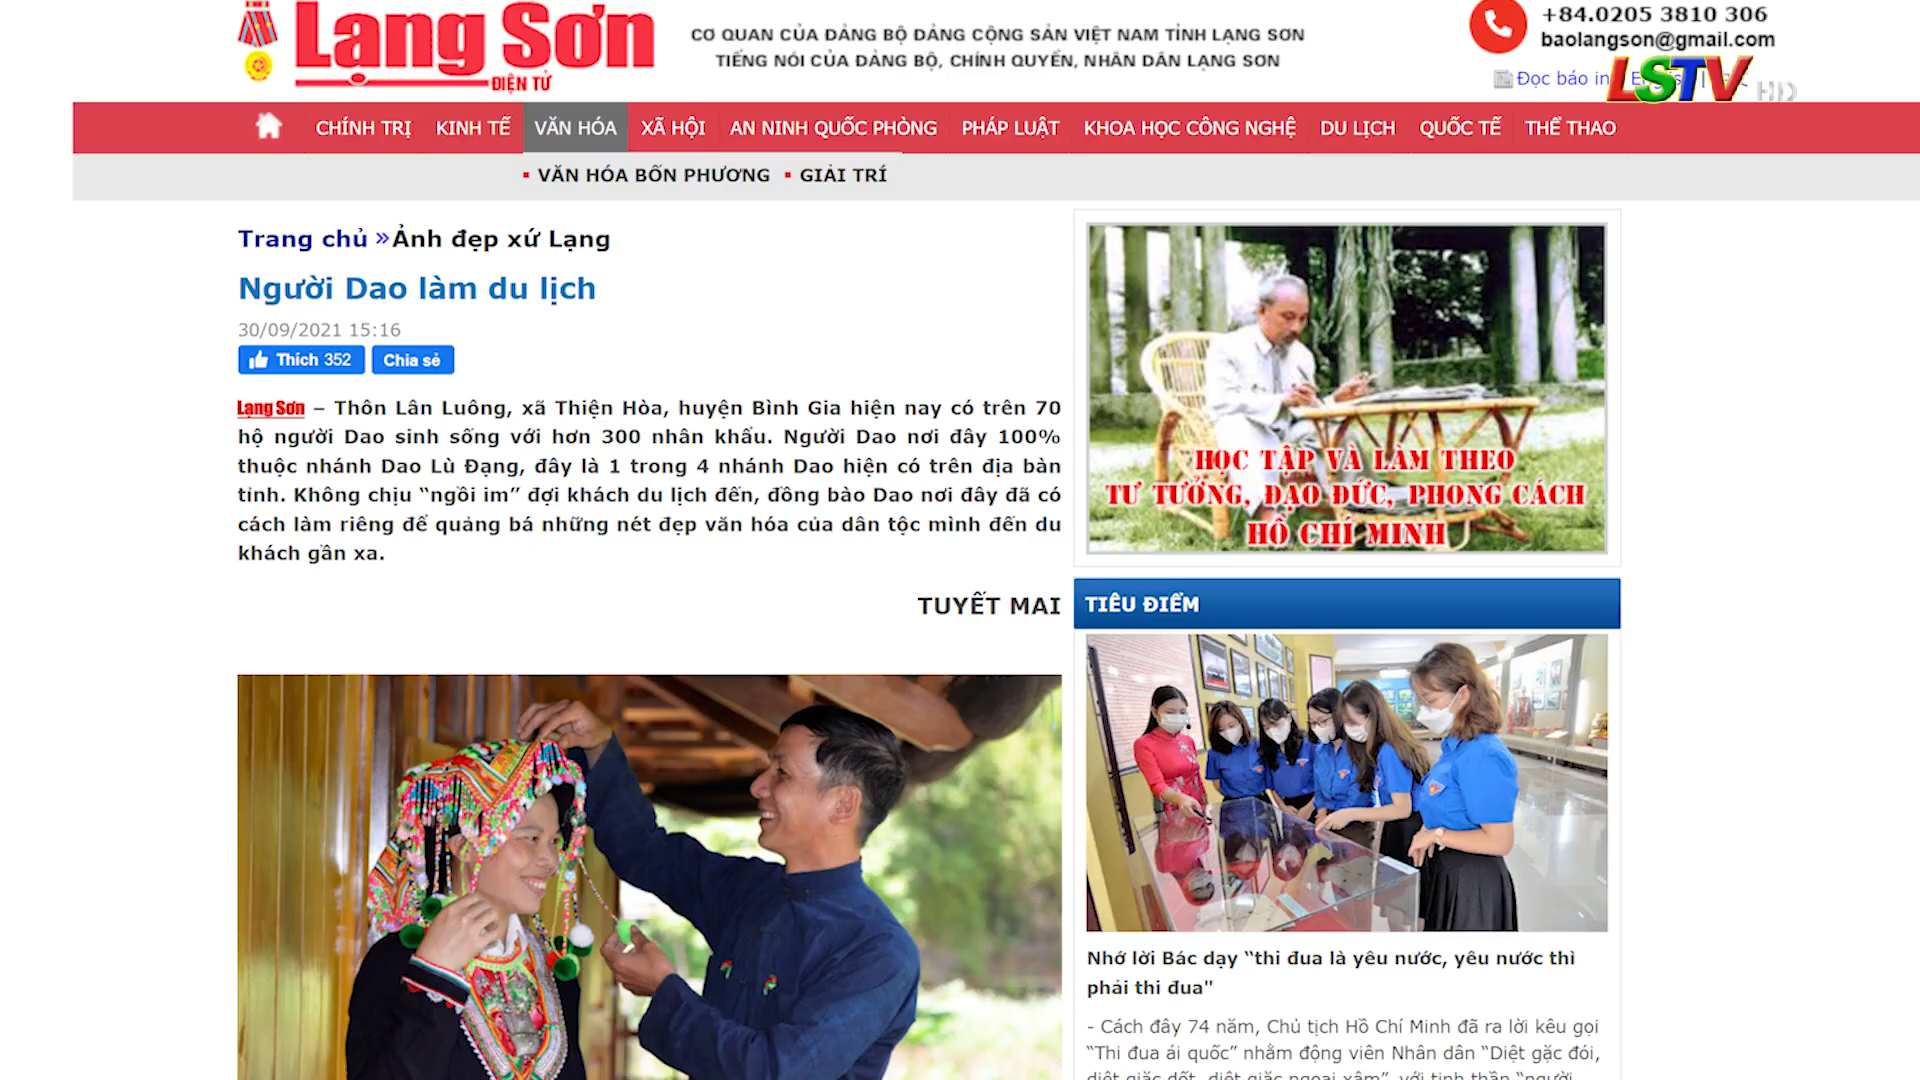 Lạng Sơn
ĐIỆN TỬ
CƠ QUAN CỦA ĐẢNG BỘ ĐẢNG CỘNG SẢN VIỆT NAM TỈNH LẠNG SƠN
TIẾNG NÓI CỦA ĐẢNG BỘ, CHÍNH QUYỀN, NHÂN DÂN LẠNG SƠN
+84.0205 3810 306
baolangson@gmail.com
Đọc báo in
LSTV HD
CHÍNH TRỊ KINH TẾ VĂN HÓA XÃ HỘI AN NINH QUỐC PHÒNG PHÁP LUẬT KHOA HỌC CÔNG NGHỆ DU LỊCH QUỐC TẾ THỂ THAO
VĂN HÓA BỐN PHƯƠNG GIẢI TRÍ
Trang chủ »Ảnh đẹp xứ Lạng
Người Dao làm du lịch
30/09/2021 15:16
Thích 352 Chia sẻ
Lạng Sơn – Thôn Lân Luông, xã Thiện Hòa, huyện Bình Gia hiện nay có trên 70
hộ người Dao sinh sống với hơn 300 nhân khẩu. Người Dao nơi đây 100%
thuộc nhánh Dao Lù Đạng, đây là 1 trong 4 nhánh Dao hiện có trên địa bàn
tỉnh. Không chịu “ngồi im” đợi khách du lịch đến, đồng bào Dao nơi đây đã có
cách làm riêng để quảng bá những nét đẹp văn hóa của dân tộc mình đến du
khách gần xa.
TUYẾT MAI
HỌC TẬP VÀ LÀM THEO
TƯ TƯỞNG, ĐẠO ĐỨC, PHONG CÁCH
HỒ CHÍ MINH
TIÊU ĐIỂM
Nhớ lời Bác dạy “thi đua là yêu nước, yêu nước thì
phải thi đua"
- Cách đây 74 năm, Chủ tịch Hồ Chí Minh đã ra lời kêu gọi
“Thi đua ái quốc” nhằm động viên Nhân dân “Diệt giặc đói,
diệt giặc dốt, diệt giặc ngoại xâm”, với tinh thần “người